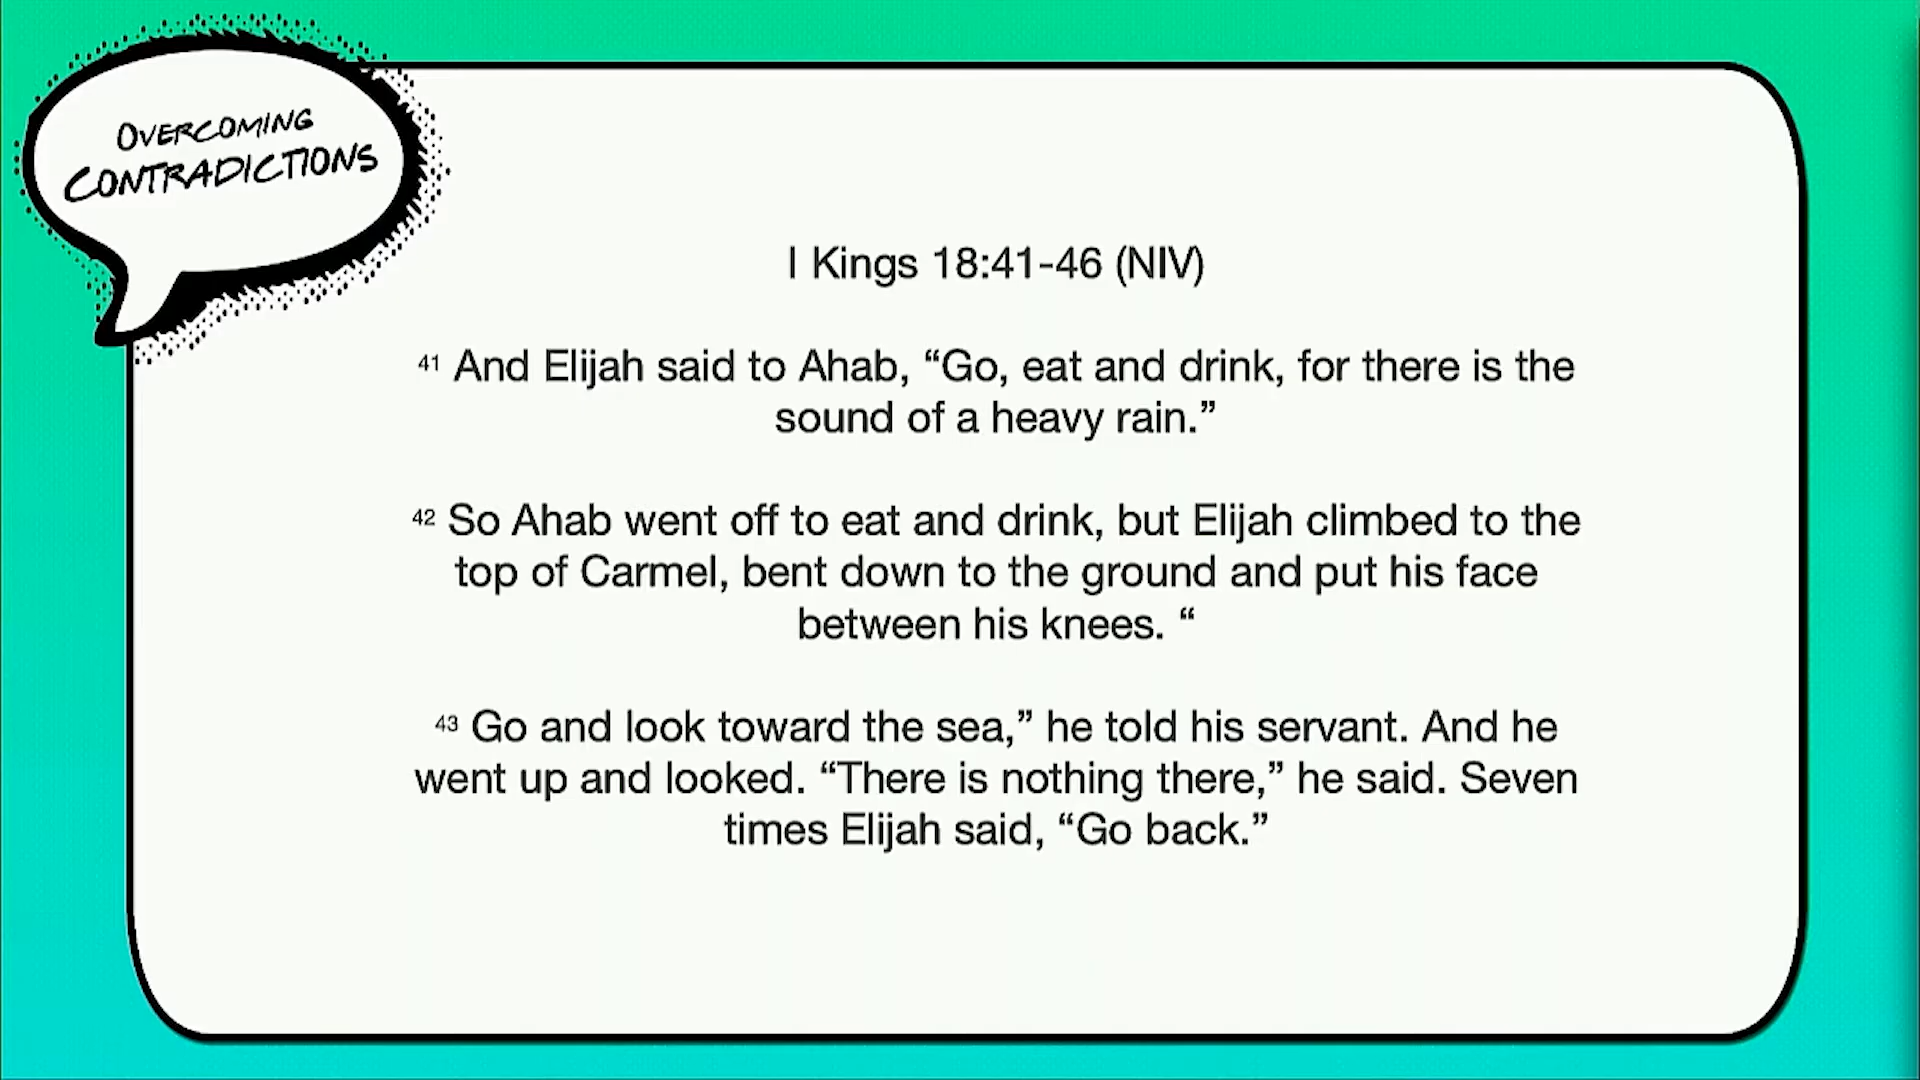 OVERCOMING
CONTRADICTIONS
I Kings 18:41-46 (NIV)
41 And Elijah said to Ahab, “Go, eat and drink, for there is the
sound of a heavy rain.”
42 So Ahab went off to eat and drink, but Elijah climbed to the
top of Carmel, bent down to the ground and put his face
between his knees. “
43 Go and look toward the sea,” he told his servant. And he
went up and looked. “There is nothing there,” he said. Seven
times Elijah said, “Go back.”